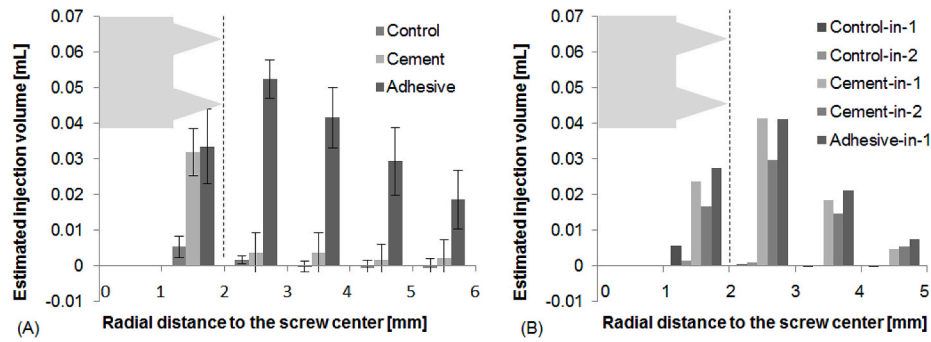 Estimated injection volume [mL]
0.07
0.06
0.05
0.04
0.03
0.02
0.01
0
-0.01
Control
Cement
Adhesive
0 1 2 3 4 5 6
Radial distance to the screw center [mm]
(A)
Estimated injection volume [mL]
0.07
0.06
0.05
0.04
0.03
0.02
0.01
0
-0.01
Control-in-1
Control-in-2
Cement-in-1
Cement-in-2
Adhesive-in-1
0 1 2 3 4 5
Radial distance to the screw center [mm]
(B)